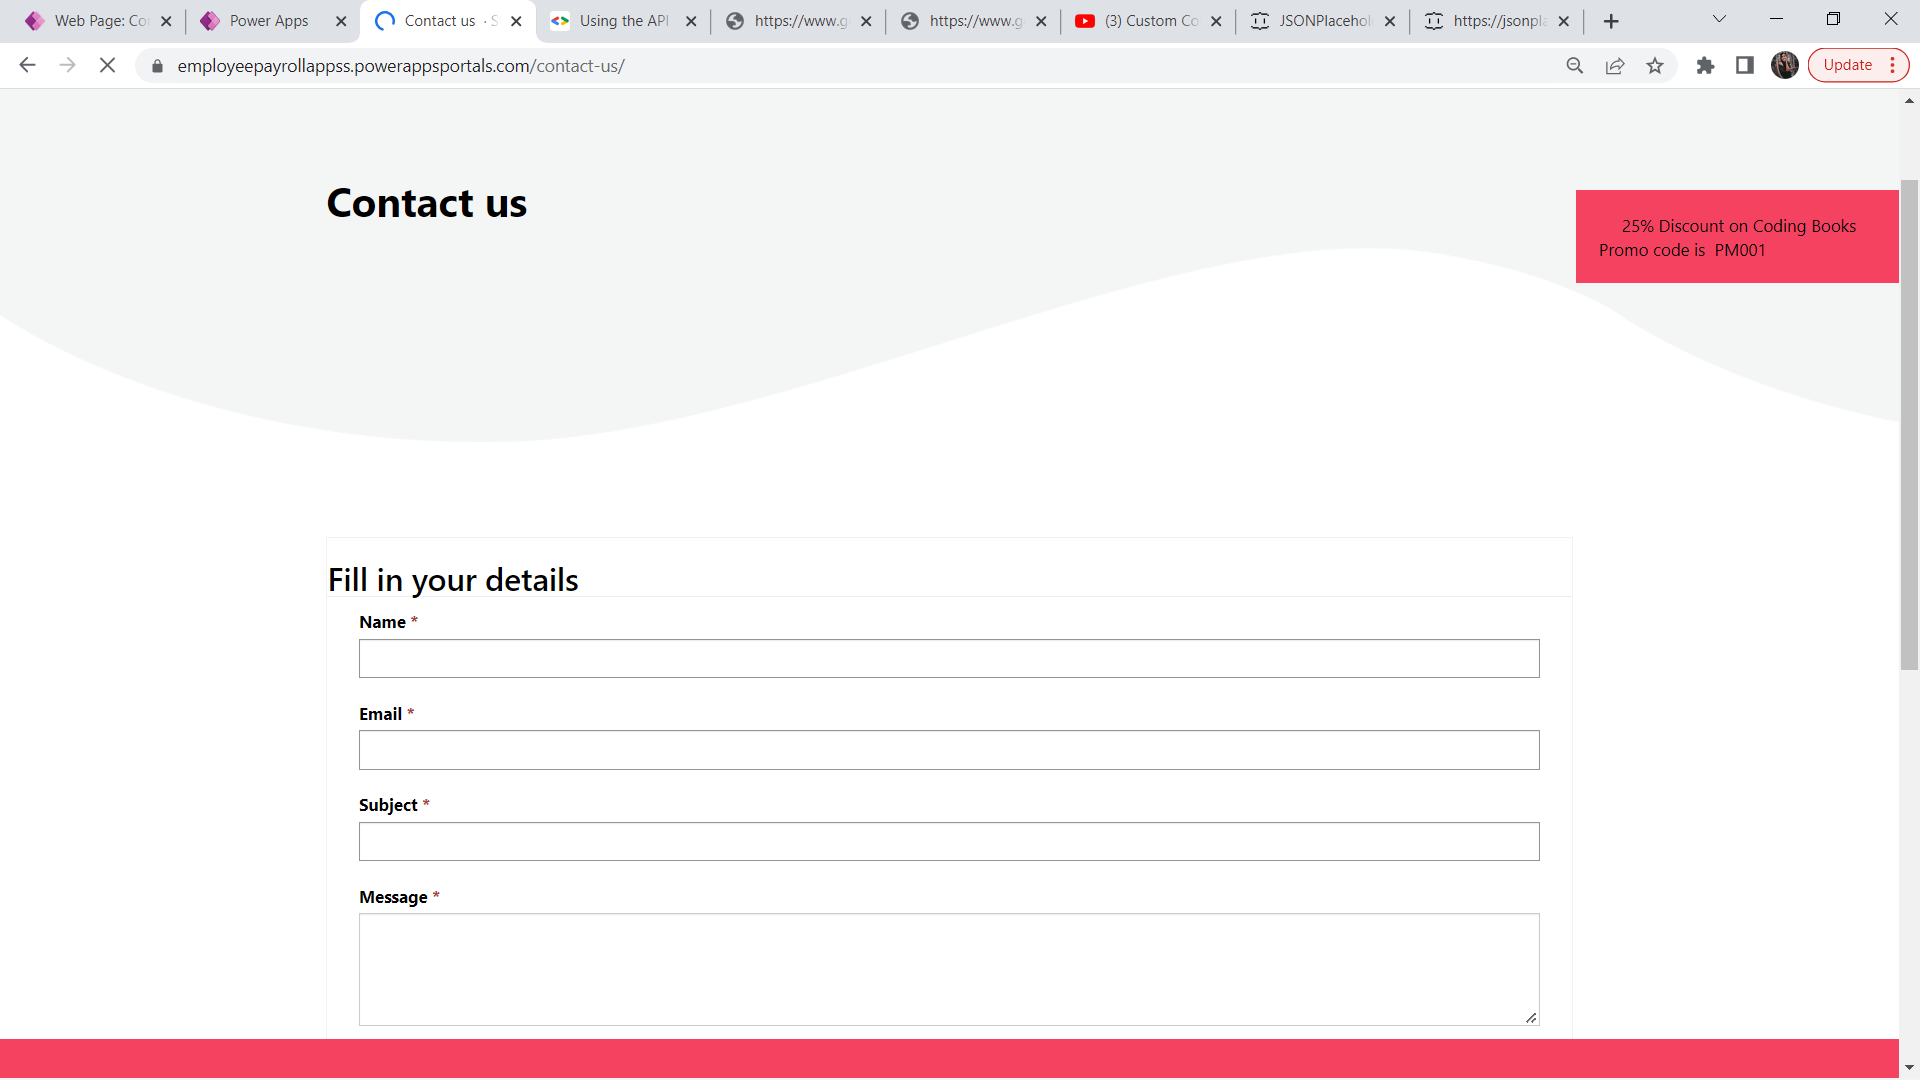 Web Page: Co
Power Apps
Contact us · S
Using the API
https://www.g
https://www.g
(3) Custom Co
JSONPlacehol
https://jsonpla
employeepayrollappss.powerappsportals.com/contact-us/
Update
Contact us
25% Discount on Coding Books
Promo code is PM001
Fill in your details
Name *
Email *
Subject *
Message *